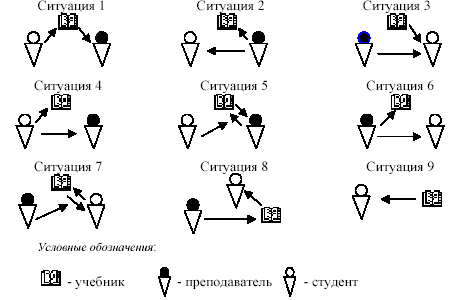 Ситуация 1 Ситуация 2 Ситуация 3
Ситуация 4 Ситуация 5 Ситуация 6
Ситуация 7 Ситуация 8 Ситуация 9
Условные обозначения:
- учебник - преподаватель - студент